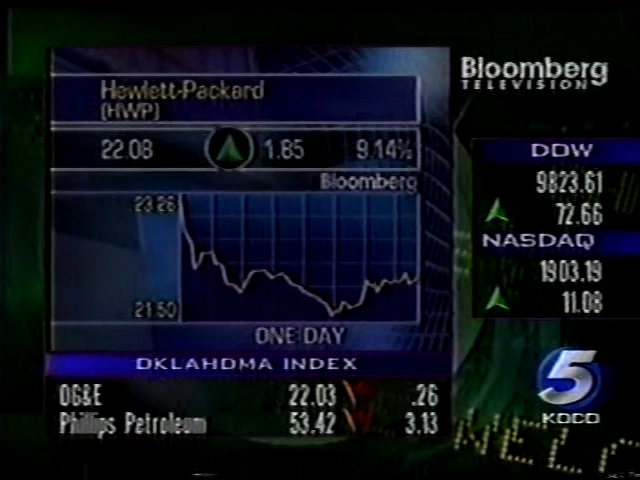 Bloomberg
TELEVISION
Hewlett-Packard
(HWP)
22.08 1.85 9.14%
Bloomberg
23.26
21.50
ONE DAY
OKLAHOMA INDEX
OG&E 22.03 .26
Phillips Petroleum 53.42 3.13
DOW
9823.61
72.66
NASDAQ
1903.19
11.08
5
KOCO